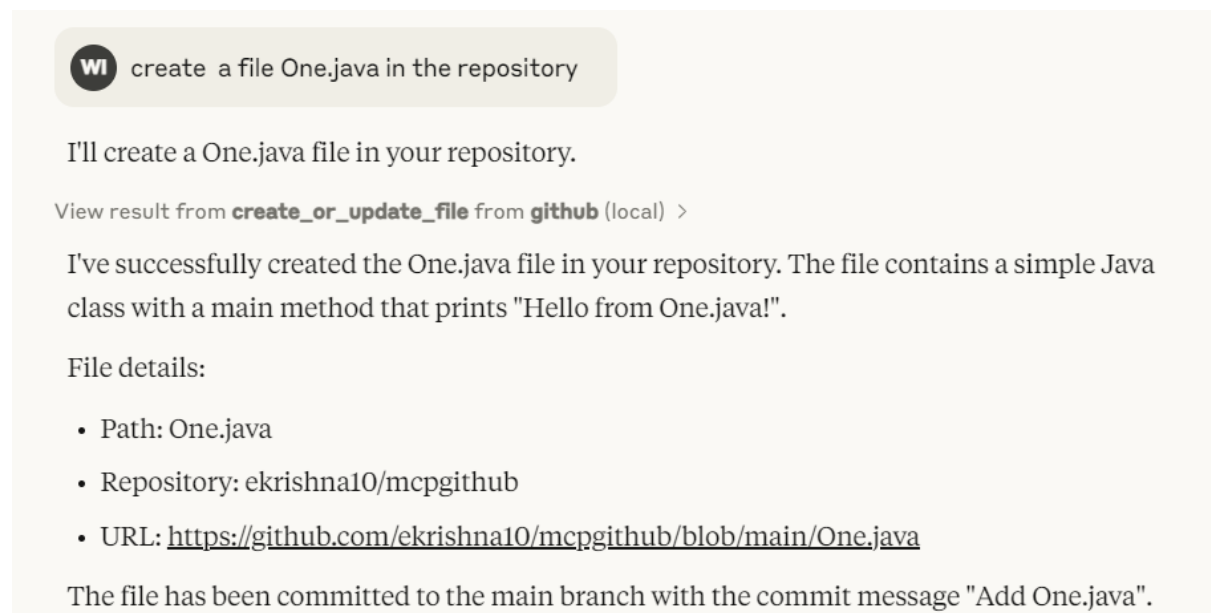 WI create a file One.java in the repository
I'll create a One.java file in your repository.
View result from create_or_update_file from github (local) >
I've successfully created the One.java file in your repository. The file contains a simple Java
class with a main method that prints "Hello from One.java!".
File details:
• Path: One.java
• Repository: ekrishna10/mcpgithub
• URL: https://github.com/ekrishna10/mcpgithub/blob/main/One.java
The file has been committed to the main branch with the commit message "Add One.java".